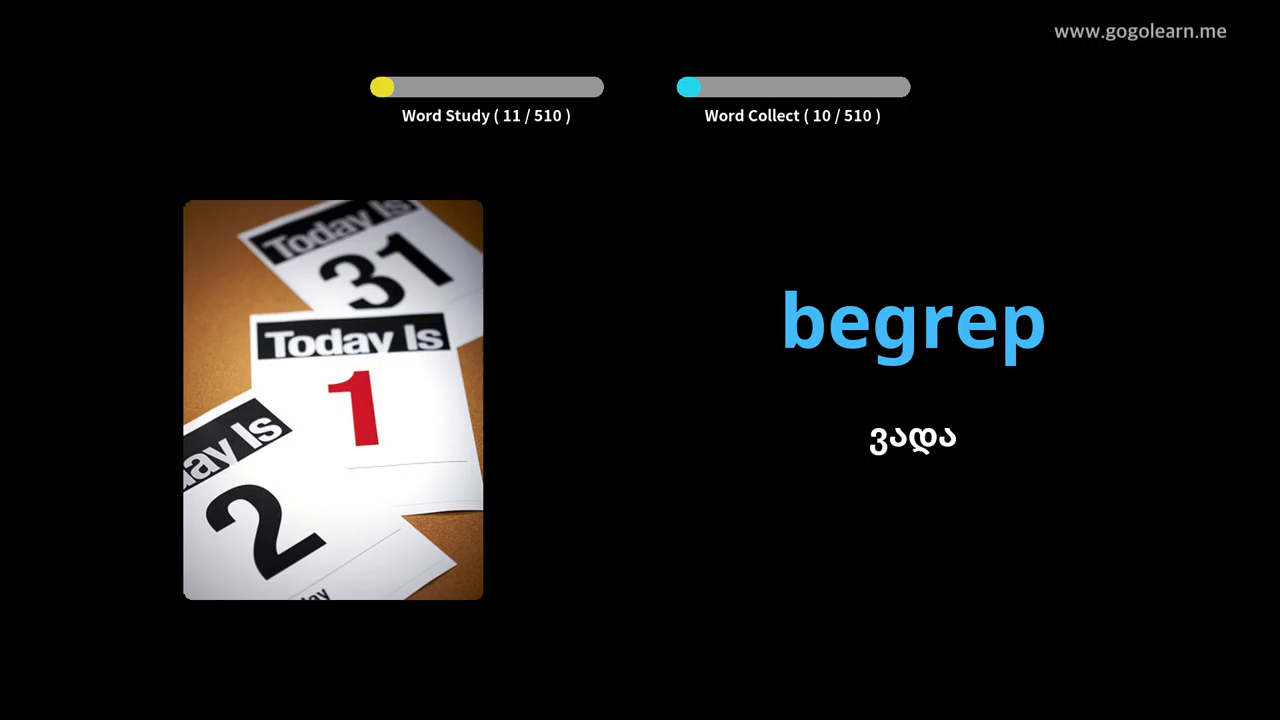 www.gogolearn.me
Word Study ( 11 / 510 )
Word Collect ( 10 / 510 )
Today Is
31
Today Is
1
ay Is
2
day
begrep
ვადა